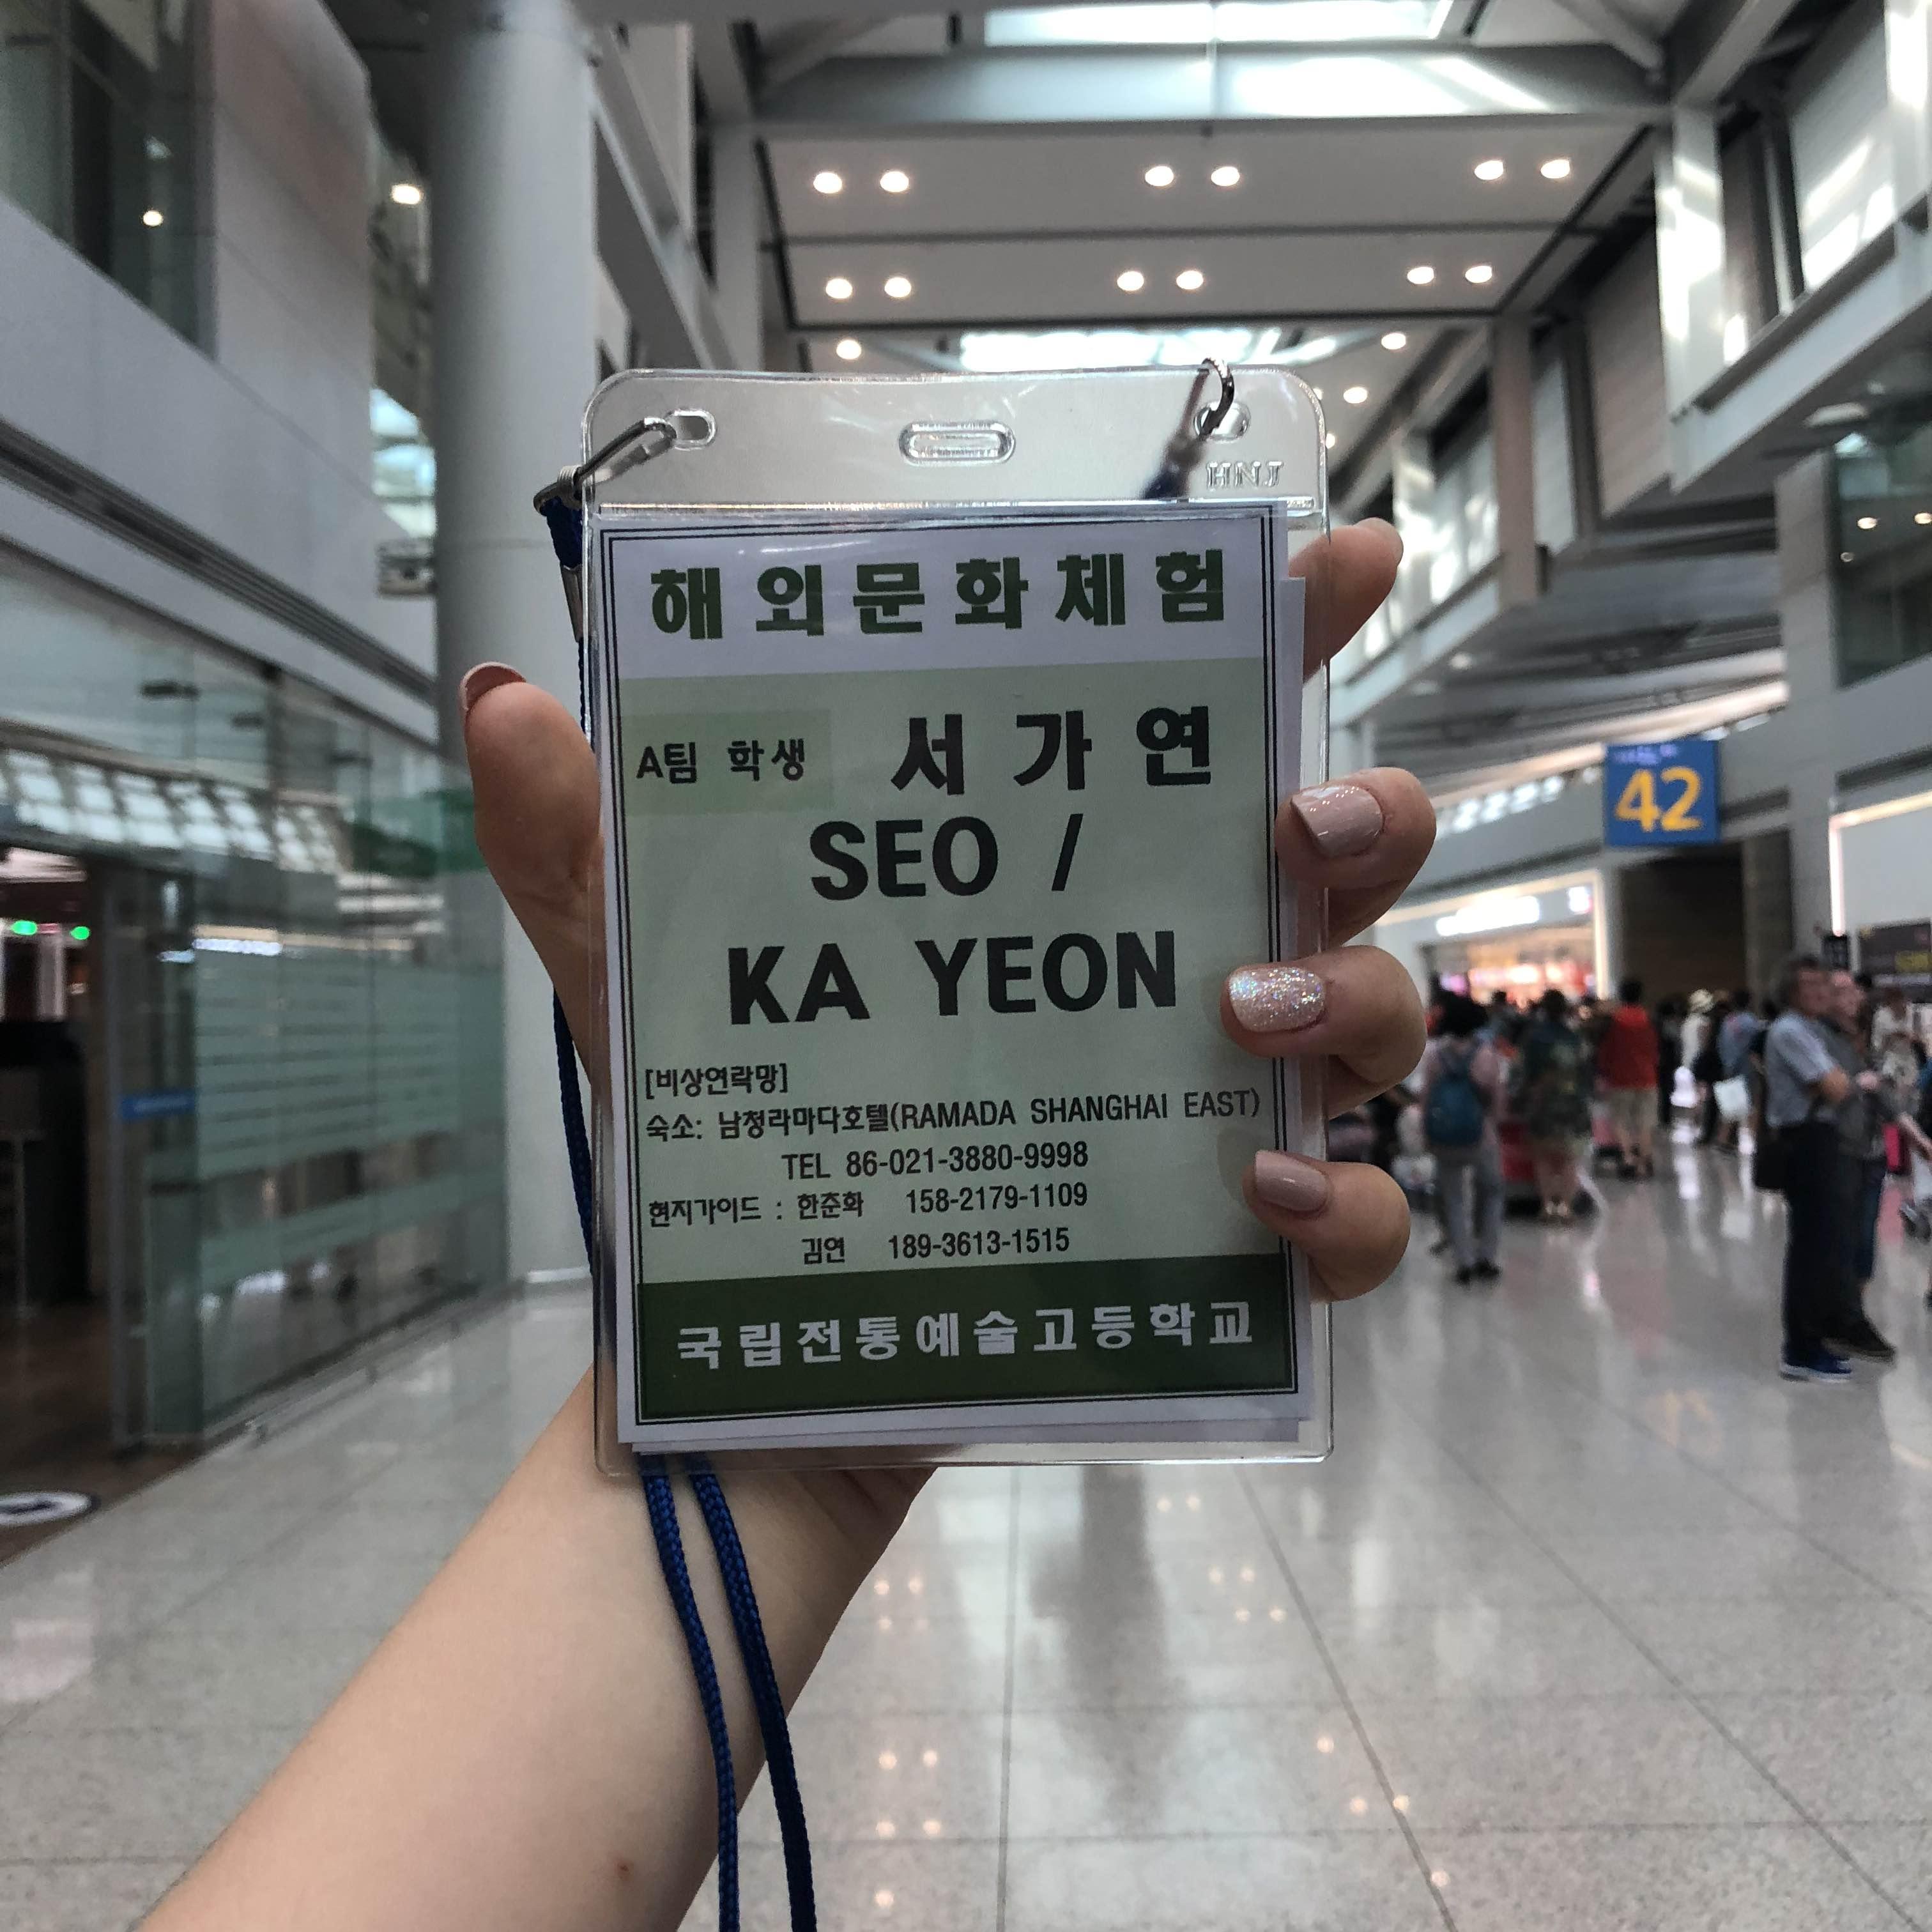 HNJ
해외문화체험
A팀 학생 서가연
SEO /
KA YEON
[비상연락망]
숙소: 남청라마다호텔(RAMADA SHANGHAI EAST)
TEL 86-021-3880-9998
현지가이드 : 한춘화 158-2179-1109
김연 189-3613-1515
국립전통예술고등학교
42